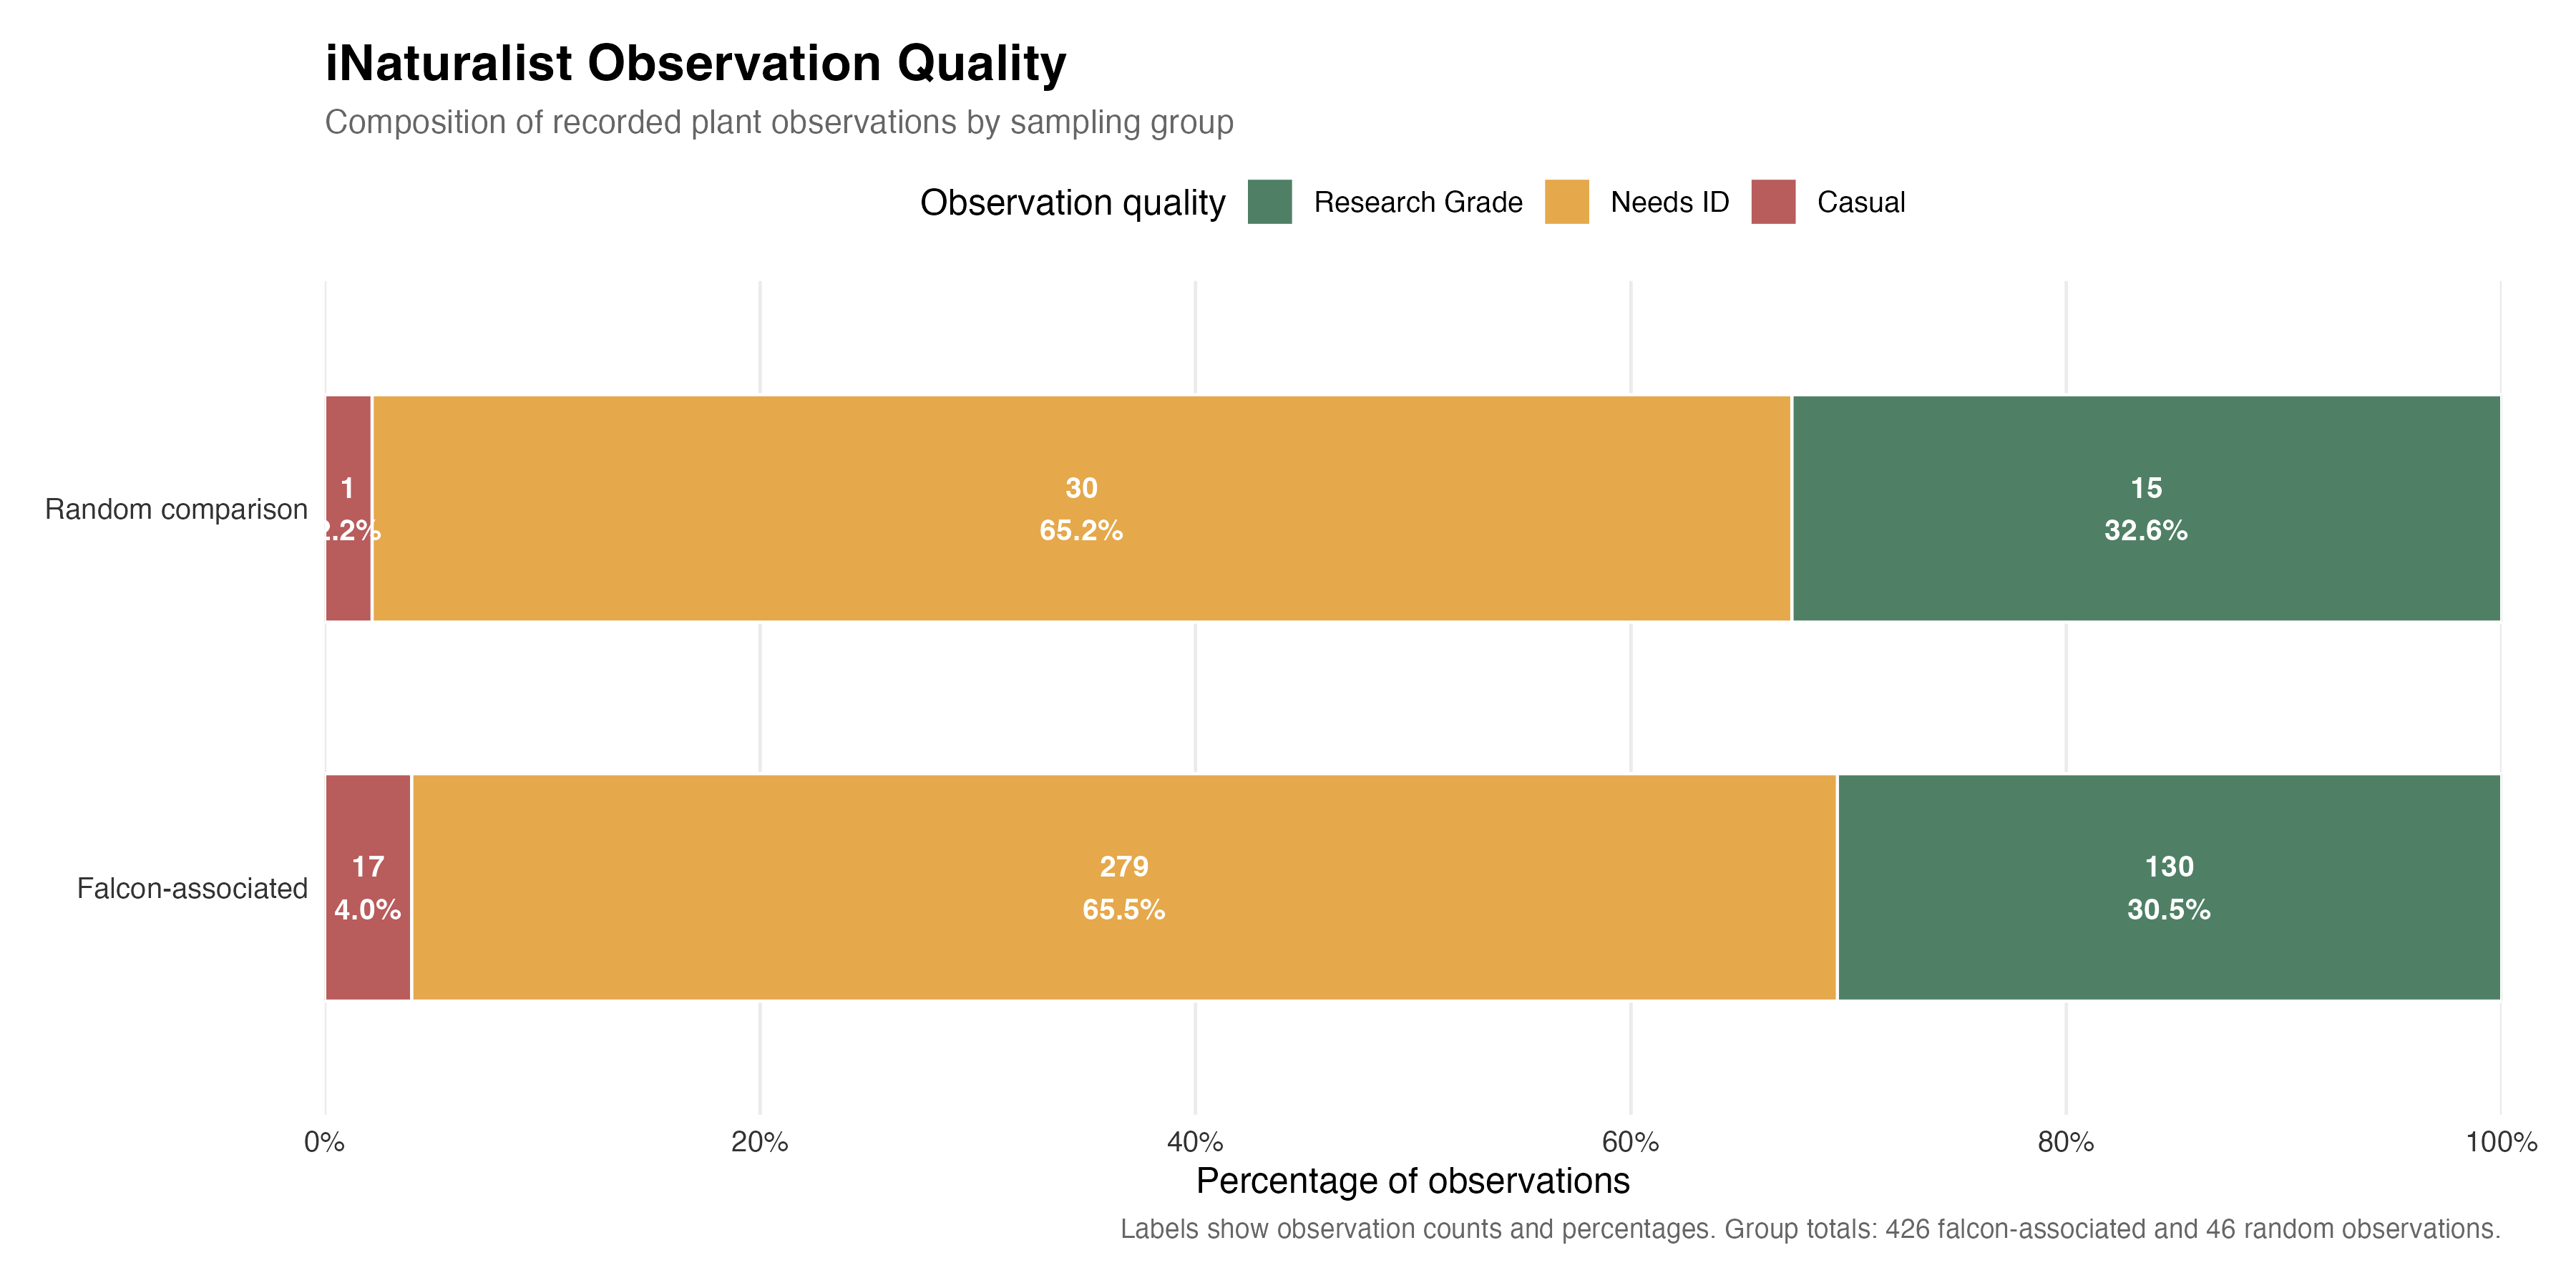 iNaturalist Observation Quality
Composition of recorded plant observations by sampling group
Observation quality Research Grade Needs ID Casual
Random comparison
1
2.2%
30
65.2%
15
32.6%
Falcon-associated
17
4.0%
279
65.5%
130
30.5%
0% 20% 40% 60% 80% 100%
Percentage of observations
Labels show observation counts and percentages. Group totals: 426 falcon-associated and 46 random observations.